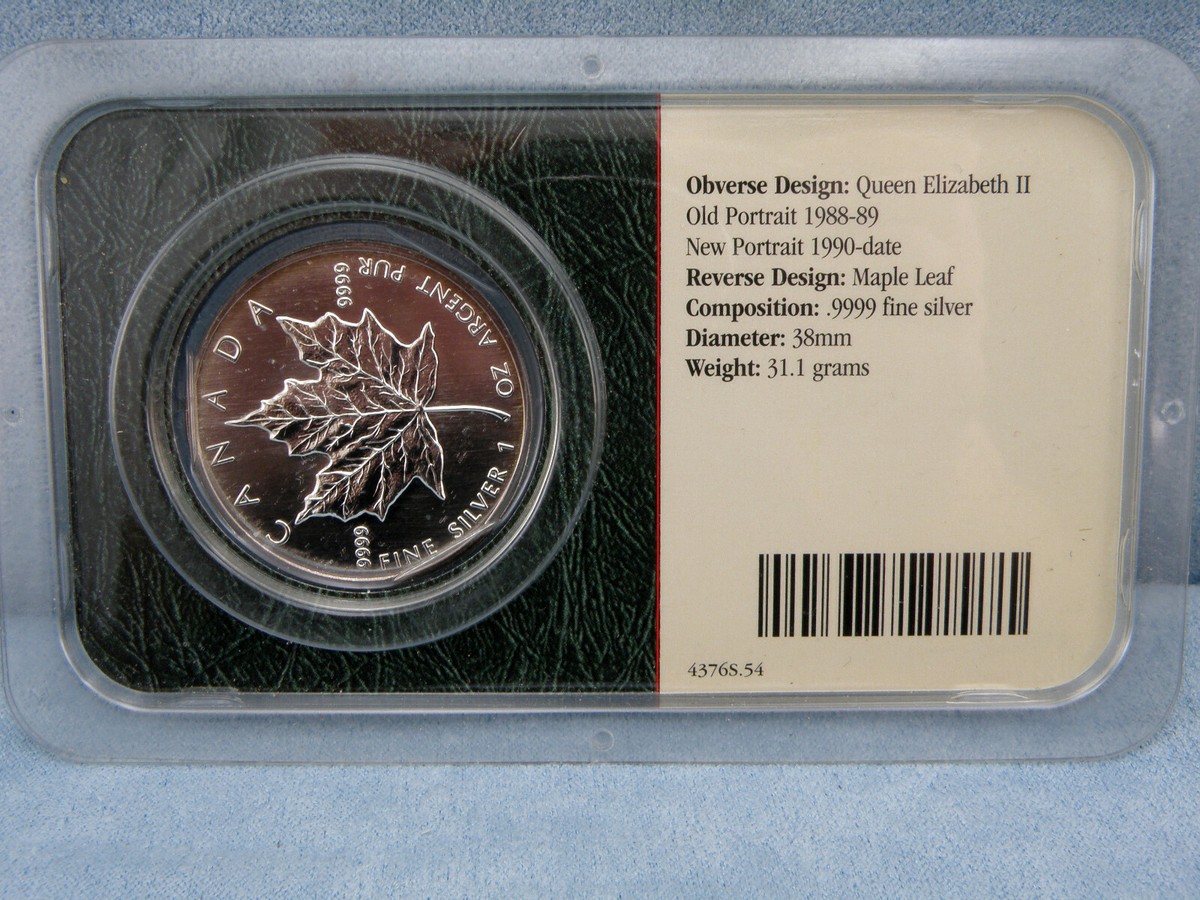 CANADA
9999
9999
FINE SILVER 1 OZ ARGENT PUR
Obverse Design: Queen Elizabeth II
Old Portrait 1988-89
New Portrait 1990-date
Reverse Design: Maple Leaf
Composition: .9999 fine silver
Diameter: 38mm
Weight: 31.1 grams
4376S.54